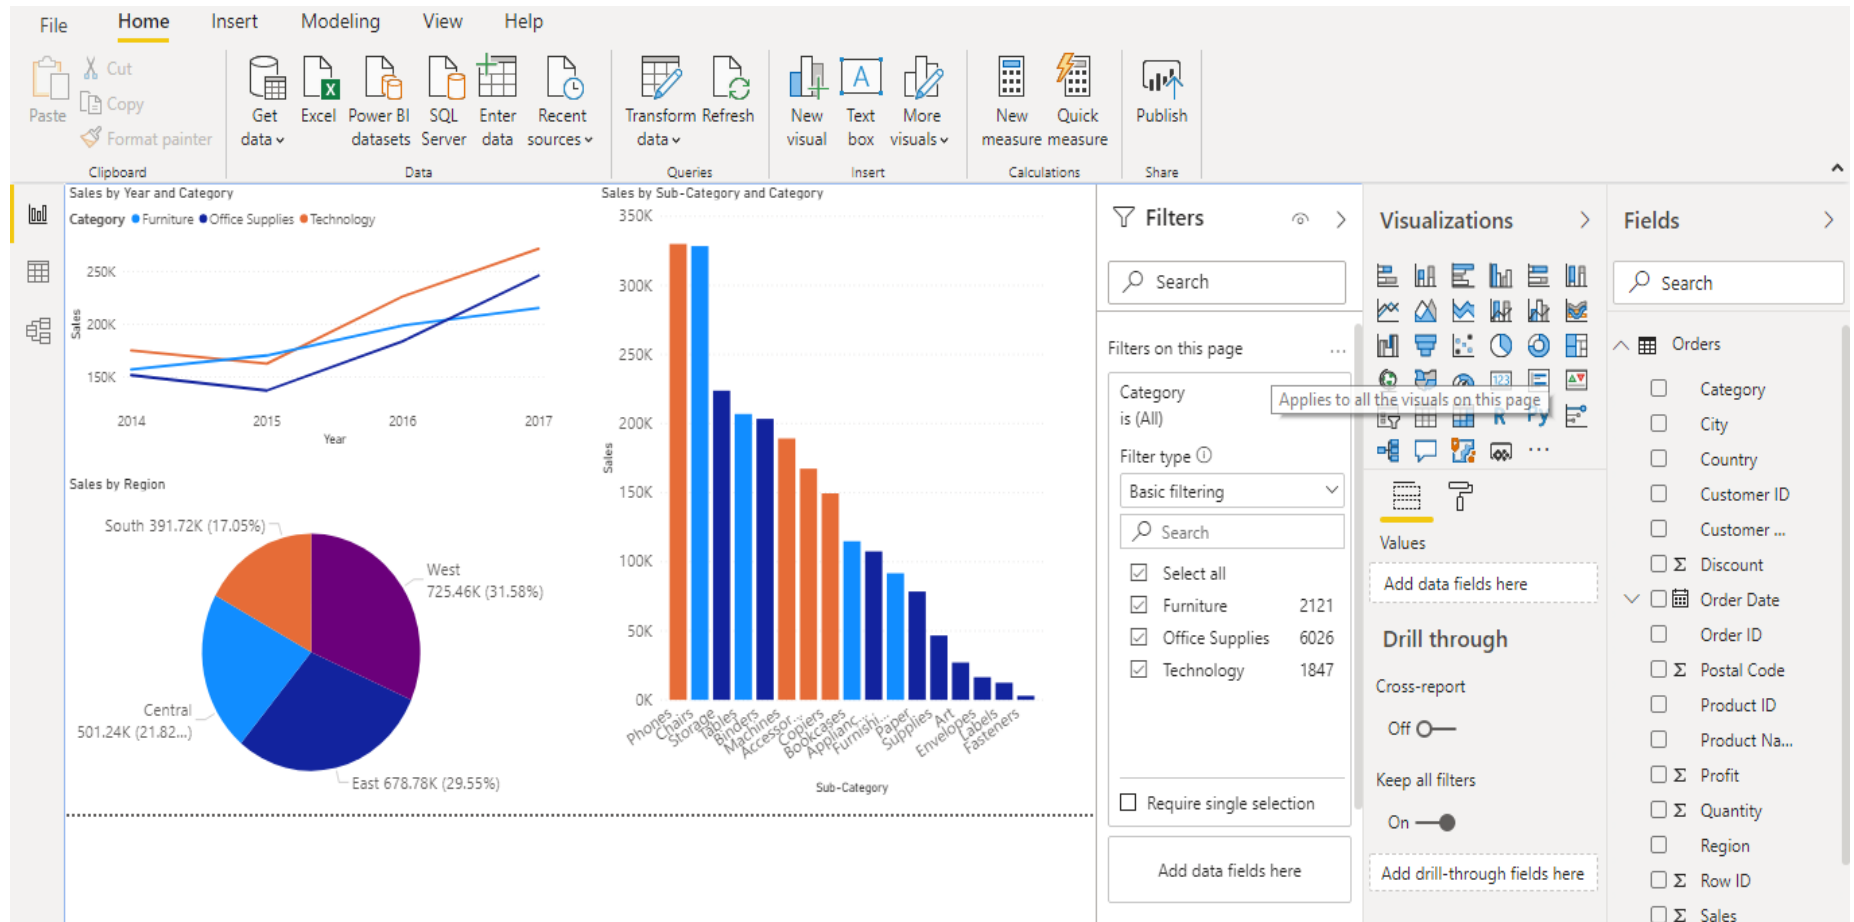 File Home Insert Modeling View Help
Paste
Cut
Copy
Format painter
Clipboard
Get data
Excel
Power BI datasets
SQL Server
Enter data
Recent sources
Data
Transform data
Refresh
Queries
New visual
Text box
More visuals
Insert
New measure
Quick measure
Calculations
Publish
Share
Sales by Year and Category
Category Furniture Office Supplies Technology
250K
200K
150K
Sales
2014 2015 2016 2017
Year
Sales by Region
South 391.72K (17.05%)
West
725.46K (31.58%)
Central
501.24K (21.82...)
East 678.78K (29.55%)
Sales by Sub-Category and Category
350K
300K
250K
200K
150K
100K
50K
0K
Sales
Phones
Chairs
Storage
Tables
Binders
Machines
Accessor...
Copiers
Bookcases
Applianc...
Furnishi...
Paper
Supplies
Art
Envelopes
Labels
Fasteners
Sub-Category
Filters
Search
Filters on this page ...
Category
is (All)
Applies to all the visuals on this page
Filter type
Basic filtering
Search
Select all
Furniture 2121
Office Supplies 6026
Technology 1847
Require single selection
Add data fields here
Visualizations
123
R Py
...
Values
Add data fields here
Drill through
Cross-report
Off
Keep all filters
On
Add drill-through fields here
Fields
Search
Orders
Category
City
Country
Customer ID
Customer ...
Σ Discount
Order Date
Order ID
Σ Postal Code
Product ID
Product Na...
Σ Profit
Σ Quantity
Region
Σ Row ID
Σ Sales